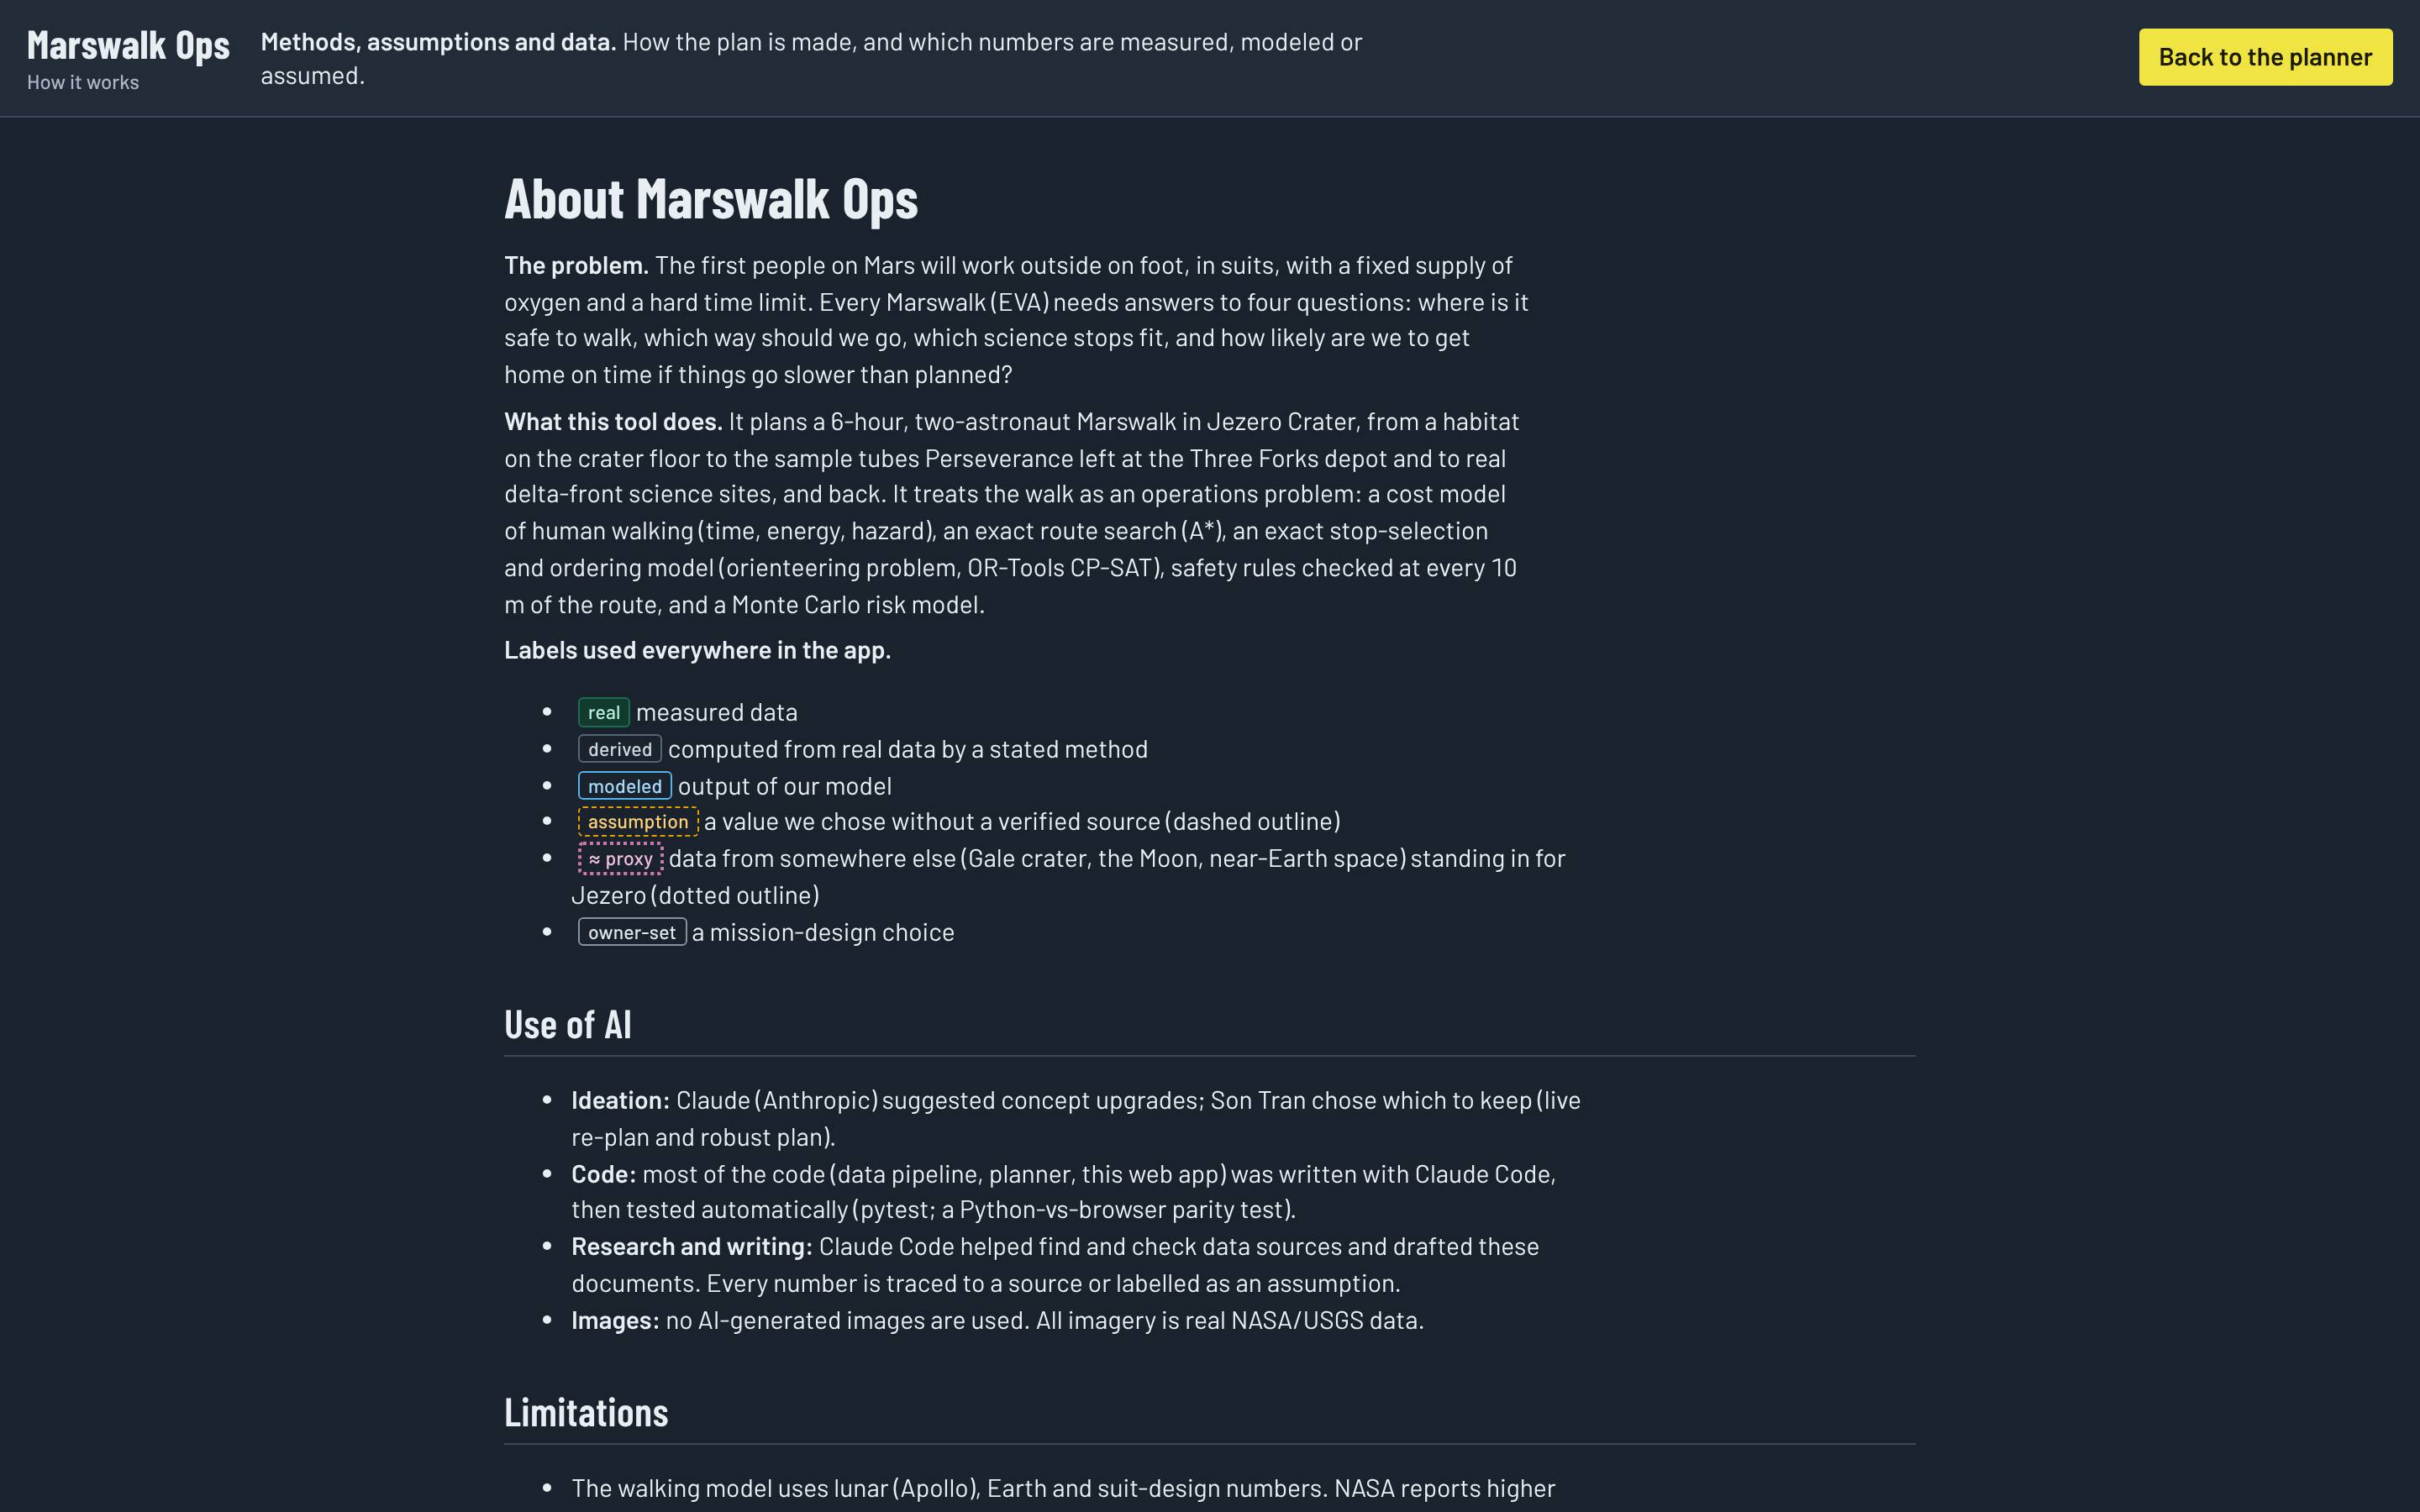 Marswalk Ops
How it works
Methods, assumptions and data. How the plan is made, and which numbers are measured, modeled or
assumed.
Back to the planner
About Marswalk Ops
The problem. The first people on Mars will work outside on foot, in suits, with a fixed supply of
oxygen and a hard time limit. Every Marswalk (EVA) needs answers to four questions: where is it
safe to walk, which way should we go, which science stops fit, and how likely are we to get
home on time if things go slower than planned?
What this tool does. It plans a 6-hour, two-astronaut Marswalk in Jezero Crater, from a habitat
on the crater floor to the sample tubes Perseverance left at the Three Forks depot and to real
delta-front science sites, and back. It treats the walk as an operations problem: a cost model
of human walking (time, energy, hazard), an exact route search (A*), an exact stop-selection
and ordering model (orienteering problem, OR-Tools CP-SAT), safety rules checked at every 10
m of the route, and a Monte Carlo risk model.
Labels used everywhere in the app.
• real measured data
• derived computed from real data by a stated method
• modeled output of our model
• assumption a value we chose without a verified source (dashed outline)
• ≈ proxy data from somewhere else (Gale crater, the Moon, near-Earth space) standing in for
Jezero (dotted outline)
• owner-set a mission-design choice
Use of AI
• Ideation: Claude (Anthropic) suggested concept upgrades; Son Tran chose which to keep (live
re-plan and robust plan).
• Code: most of the code (data pipeline, planner, this web app) was written with Claude Code,
then tested automatically (pytest; a Python-vs-browser parity test).
• Research and writing: Claude Code helped find and check data sources and drafted these
documents. Every number is traced to a source or labelled as an assumption.
• Images: no AI-generated images are used. All imagery is real NASA/USGS data.
Limitations
• The walking model uses lunar (Apollo), Earth and suit-design numbers. NASA reports higher